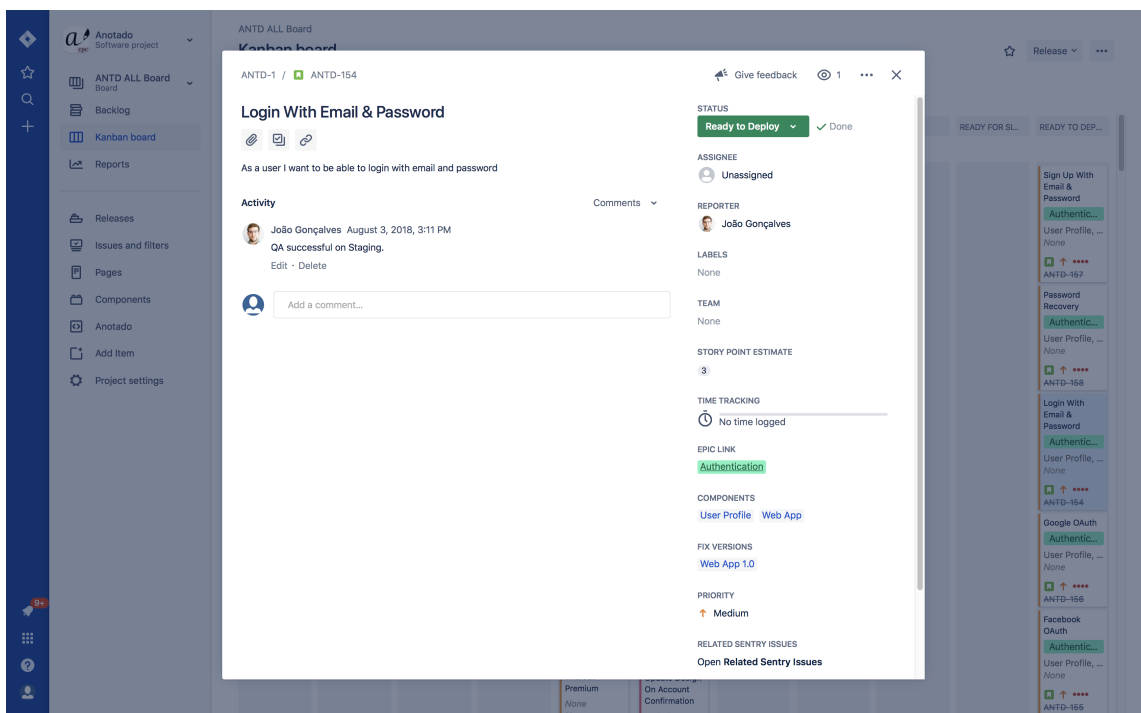 Anotado
Software project
epic
ANTD ALL Board
Board
Backlog
Kanban board
Reports
Releases
Issues and filters
Pages
Components
Anotado
Add Item
Project settings
9+
ANTD ALL Board
Kanban board
Release
ANTD-1 / ANTD-154
Give feedback
1
Login With Email & Password
As a user I want to be able to login with email and password
Activity
Comments
João Gonçalves August 3, 2018, 3:11 PM
QA successful on Staging.
Edit · Delete
Add a comment...
STATUS
Ready to Deploy
Done
ASSIGNEE
Unassigned
REPORTER
João Gonçalves
LABELS
None
TEAM
None
STORY POINT ESTIMATE
3
TIME TRACKING
No time logged
EPIC LINK
Authentication
COMPONENTS
User Profile Web App
FIX VERSIONS
Web App 1.0
PRIORITY
Medium
RELATED SENTRY ISSUES
Open Related Sentry Issues
READY FOR SL...
READY TO DEP...
Sign Up With
Email &
Password
Authentic...
User Profile, ...
None
ANTD-157
Password
Recovery
Authentic...
User Profile, ...
None
ANTD-158
Login With
Email &
Password
Authentic...
User Profile, ...
None
ANTD-154
Google OAuth
Authentic...
User Profile, ...
None
ANTD-156
Facebook
OAuth
Authentic...
User Profile, ...
None
ANTD-155
Premium
None
Update Design
On Account
Confirmation